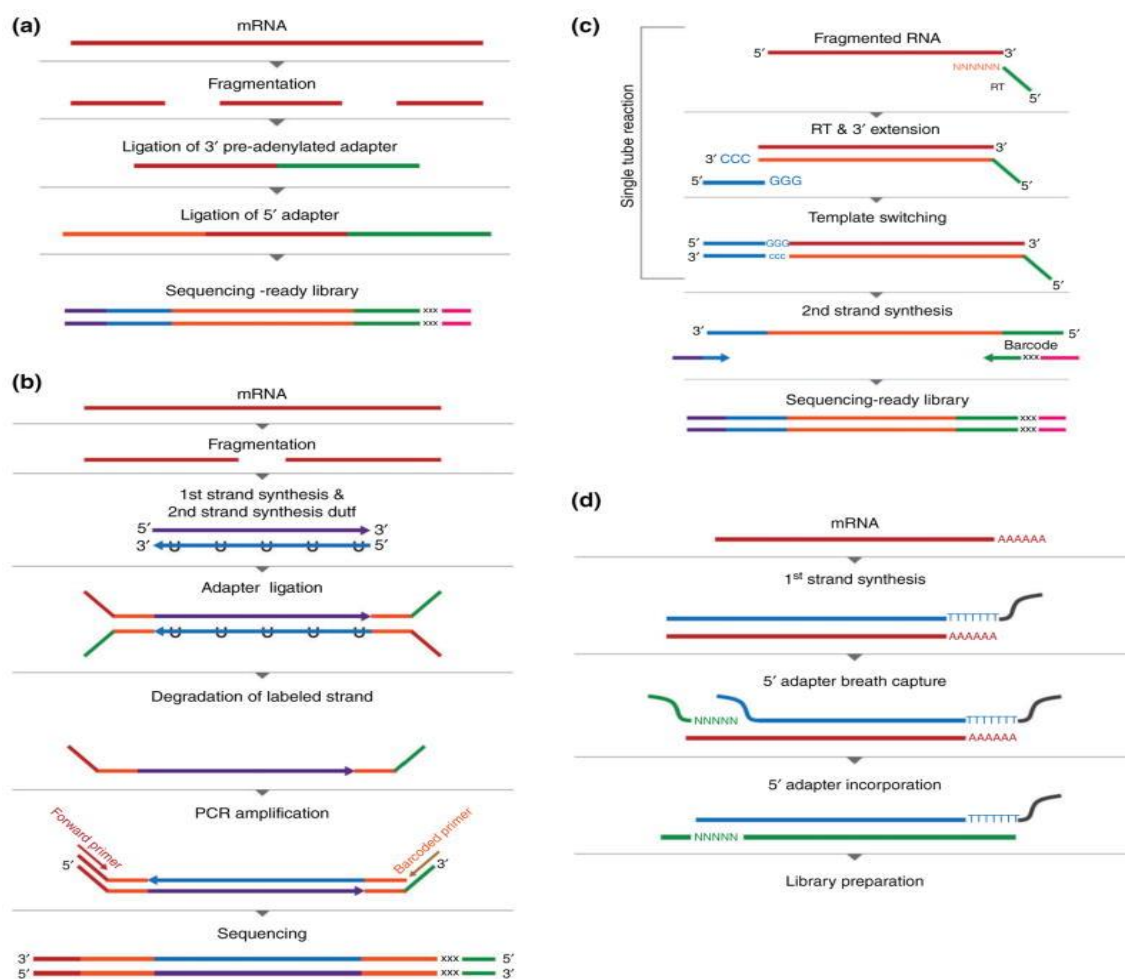 (a)
mRNA
Fragmentation
Ligation of 3′ pre-adenylated adapter
Ligation of 5′ adapter
Sequencing -ready library
xxx
xxx
(b)
mRNA
Fragmentation
1st strand synthesis &
2nd strand synthesis dutf
5′ 3′
3′ U U U U U 5′
Adapter ligation
U U U U U
Degradation of labeled strand
PCR amplification
Forward primer
Barcoded primer
5′ 3′
Sequencing
3′ xxx 5′
5′ xxx 3′
(c)
Single tube reaction
Fragmented RNA
5′ 3′
NNNNNN
RT
5′
RT & 3′ extension
3′
3′ CCC
5′ GGG 5′
Template switching
5′ GGG 3′
3′ CCC
5′
2nd strand synthesis
3′ 5′
Barcode
xxx
Sequencing-ready library
xxx
xxx
(d)
mRNA
AAAAAA
1st strand synthesis
TTTTTTT
AAAAAA
5′ adapter breath capture
NNNNN TTTTTTT
AAAAAA
5′ adapter incorporation
TTTTTTT
NNNNN
Library preparation